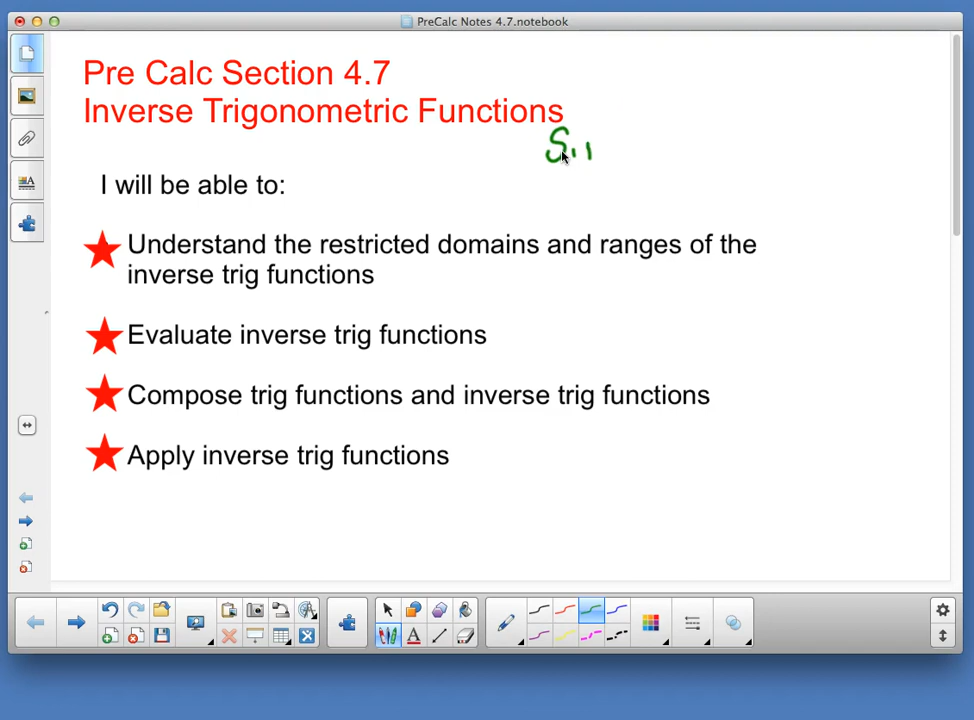 PreCalc Notes 4.7.notebook
Pre Calc Section 4.7
Inverse Trigonometric Functions
I will be able to:
Understand the restricted domains and ranges of the
inverse trig functions
Evaluate inverse trig functions
Compose trig functions and inverse trig functions
Apply inverse trig functions